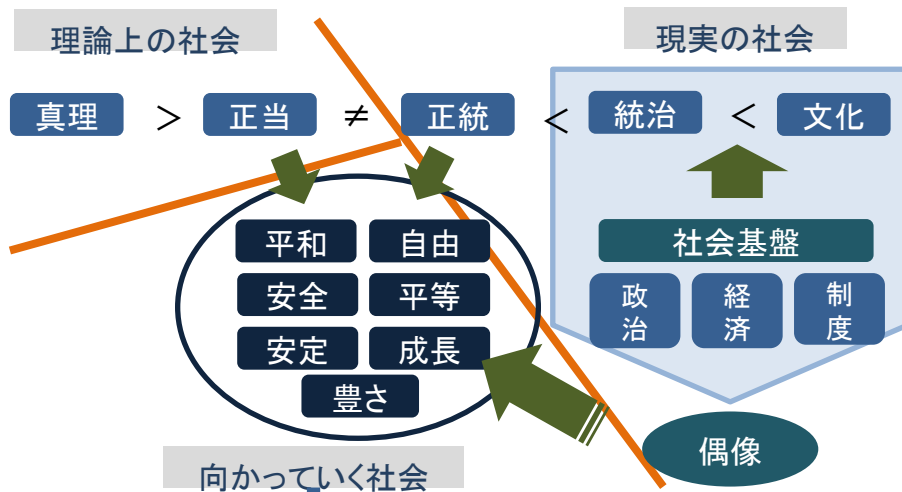 理論上の社会
現実の社会
真理 > 正当 ≠ 正統 < 統治 < 文化
平和 自由
安全 平等
安定 成長
豊さ
社会基盤
政治 経済 制度
偶像
向かっていく社会